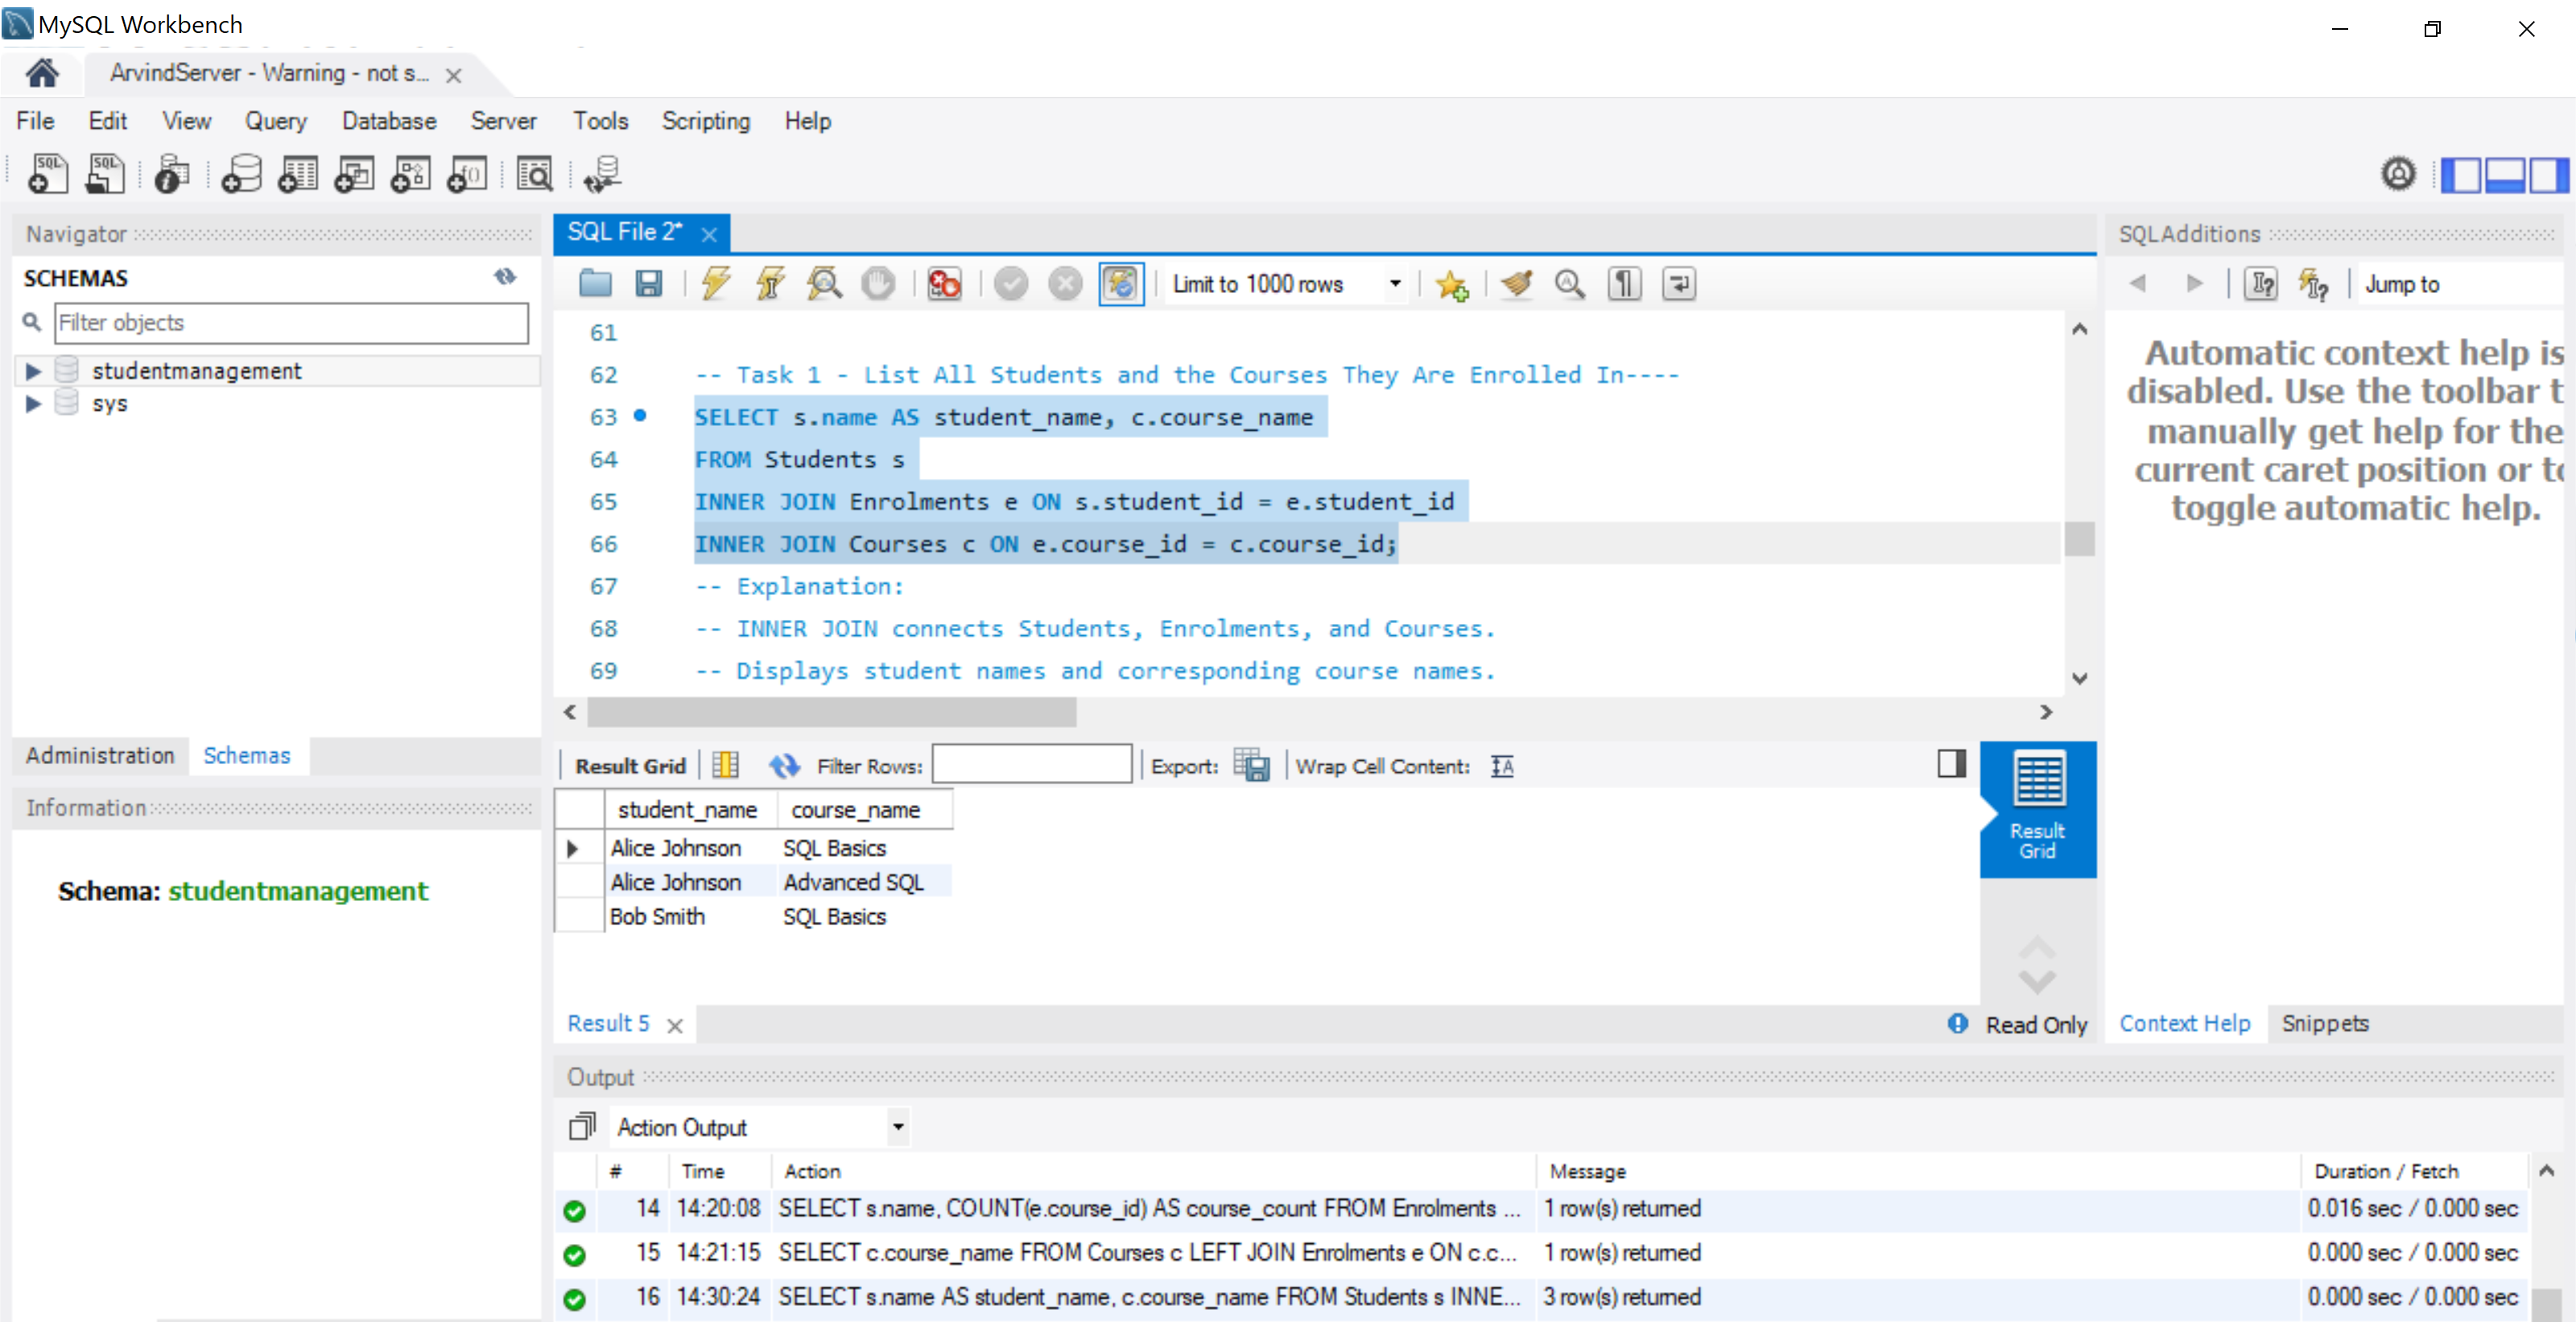 MySQL Workbench
ArvindServer - Warning - not s...
File Edit View Query Database Server Tools Scripting Help
Navigator
SCHEMAS
Filter objects
studentmanagement
sys
Administration Schemas
Information
Schema: studentmanagement
SQL File 2*
Limit to 1000 rows
61
62 -- Task 1 - List All Students and the Courses They Are Enrolled In----
63 SELECT s.name AS student_name, c.course_name
64 FROM Students s
65 INNER JOIN Enrolments e ON s.student_id = e.student_id
66 INNER JOIN Courses c ON e.course_id = c.course_id;
67 -- Explanation:
68 -- INNER JOIN connects Students, Enrolments, and Courses.
69 -- Displays student names and corresponding course names.
Result Grid Filter Rows: Export: Wrap Cell Content:
student_name course_name
Alice Johnson SQL Basics
Alice Johnson Advanced SQL
Bob Smith SQL Basics
Result
Grid
Result 5
Read Only
SQLAdditions
Jump to
Automatic context help is
disabled. Use the toolbar t
manually get help for the
current caret position or to
toggle automatic help.
Context Help Snippets
Output
Action Output
# Time Action Message Duration / Fetch
14 14:20:08 SELECT s.name, COUNT(e.course_id) AS course_count FROM Enrolments ... 1 row(s) returned 0.016 sec / 0.000 sec
15 14:21:15 SELECT c.course_name FROM Courses c LEFT JOIN Enrolments e ON c.c... 1 row(s) returned 0.000 sec / 0.000 sec
16 14:30:24 SELECT s.name AS student_name, c.course_name FROM Students s INNE... 3 row(s) returned 0.000 sec / 0.000 sec